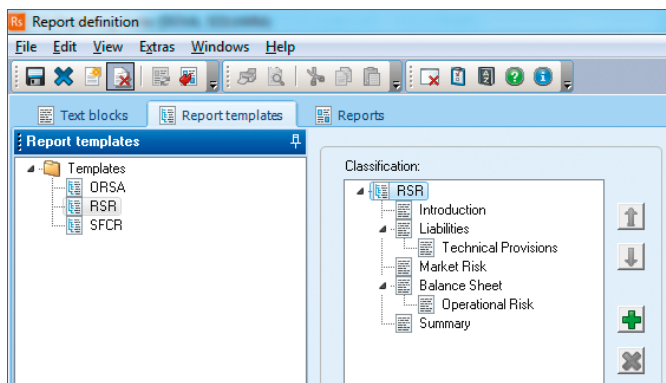 Rs Report definition
File Edit View Extras Windows Help
Text blocks Report templates Reports
Report templates
Templates
ORSA
RSR
SFCR
Classification:
RSR
Introduction
Liabilities
Technical Provisions
Market Risk
Balance Sheet
Operational Risk
Summary